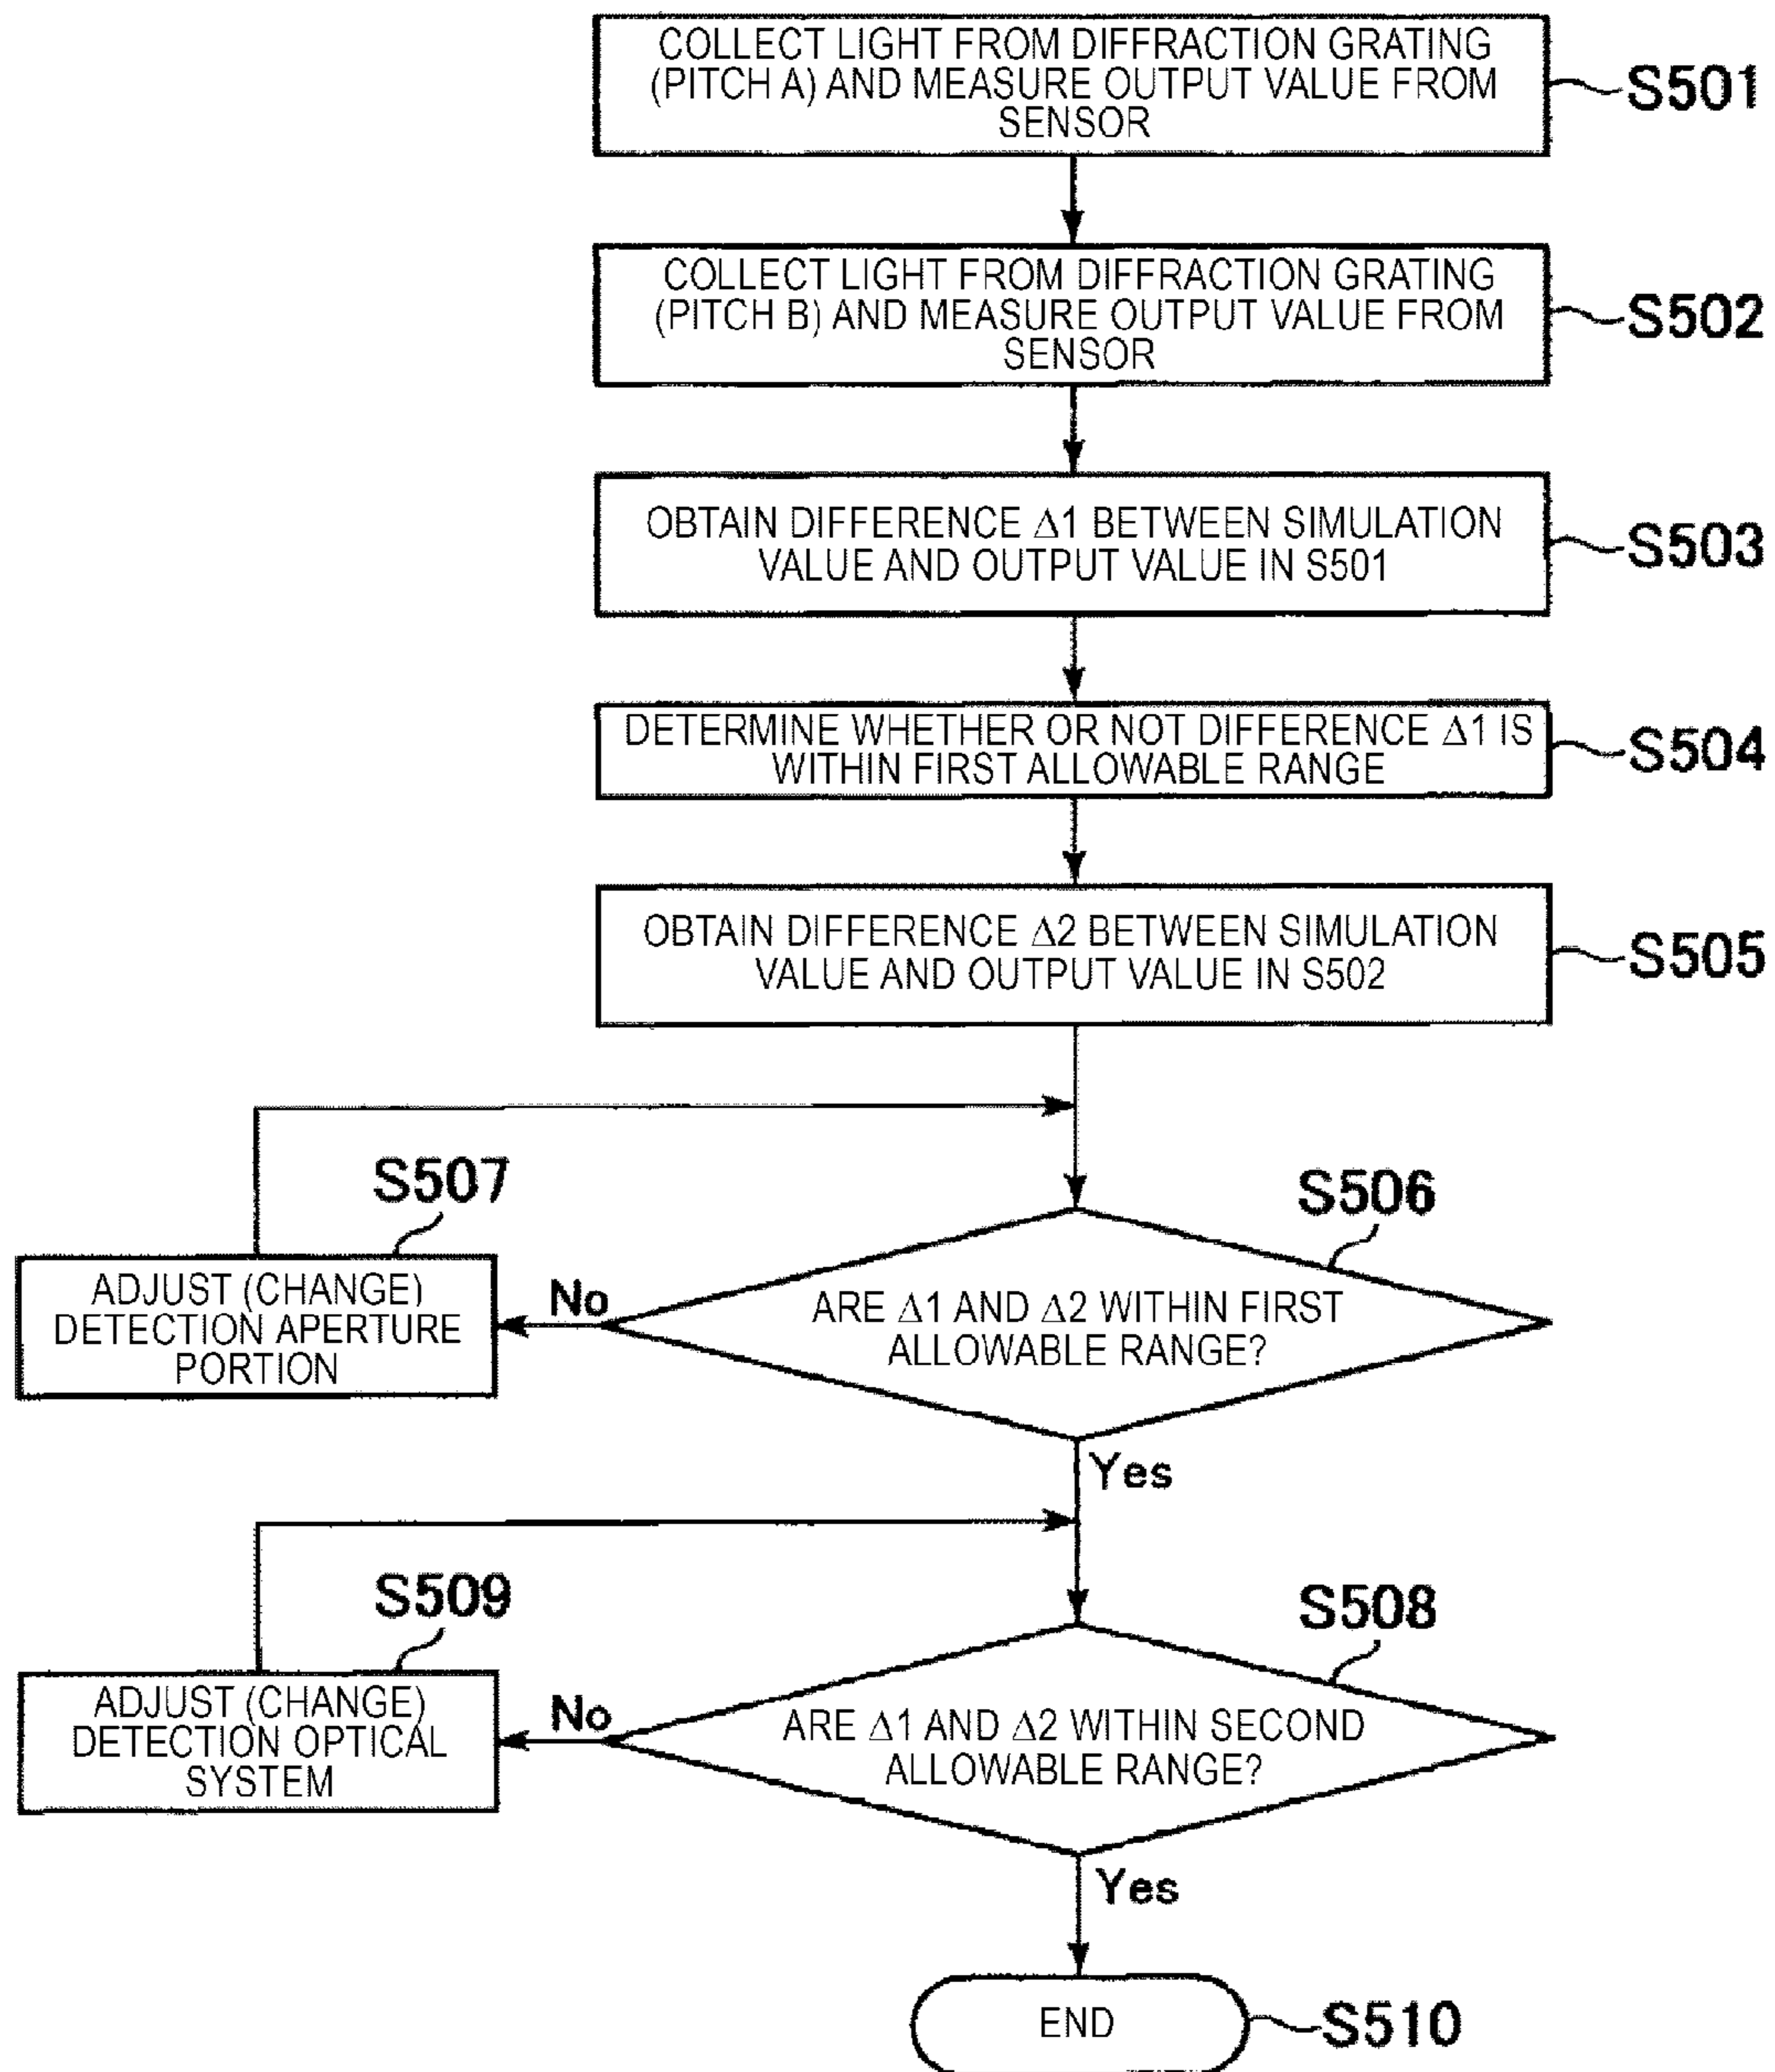 COLLECT LIGHT FROM DIFFRACTION GRATING
(PITCH A) AND MEASURE OUTPUT VALUE FROM
SENSOR
S501
COLLECT LIGHT FROM DIFFRACTION GRATING
(PITCH B) AND MEASURE OUTPUT VALUE FROM
SENSOR
S502
OBTAIN DIFFERENCE Δ1 BETWEEN SIMULATION
VALUE AND OUTPUT VALUE IN S501
S503
DETERMINE WHETHER OR NOT DIFFERENCE Δ1 IS
WITHIN FIRST ALLOWABLE RANGE
S504
OBTAIN DIFFERENCE Δ2 BETWEEN SIMULATION
VALUE AND OUTPUT VALUE IN S502
S505
S507
S506
ADJUST (CHANGE)
DETECTION APERTURE
PORTION
No
ARE Δ1 AND Δ2 WITHIN FIRST
ALLOWABLE RANGE?
Yes
S509
S508
ADJUST (CHANGE)
DETECTION OPTICAL
SYSTEM
No
ARE Δ1 AND Δ2 WITHIN SECOND
ALLOWABLE RANGE?
Yes
END
S510